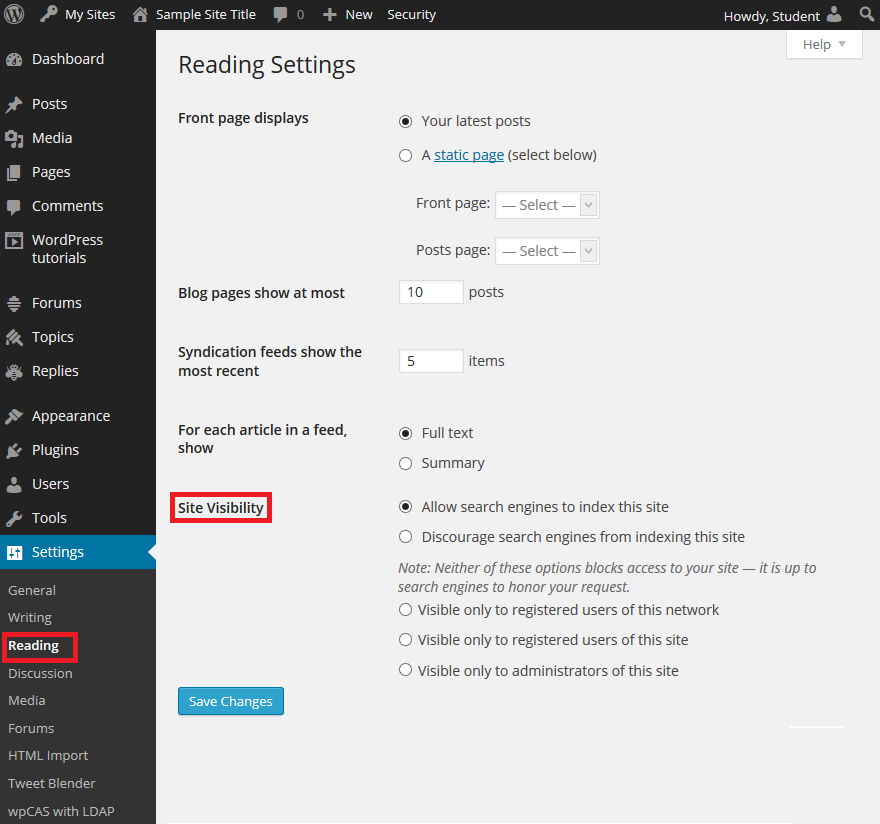 My Sites Sample Site Title 0 New Security Howdy, Student
Help
Dashboard
Posts
Media
Pages
Comments
WordPress
tutorials
Forums
Topics
Replies
Appearance
Plugins
Users
Tools
Settings
General
Writing
Reading
Discussion
Media
Forums
HTML Import
Tweet Blender
wpCAS with LDAP
Reading Settings
Front page displays
Your latest posts
A static page (select below)
Front page: — Select —
Posts page: — Select —
Blog pages show at most 10 posts
Syndication feeds show the
most recent
5 items
For each article in a feed,
show
Full text
Summary
Site Visibility
Allow search engines to index this site
Discourage search engines from indexing this site
Note: Neither of these options blocks access to your site — it is up to
search engines to honor your request.
Visible only to registered users of this network
Visible only to registered users of this site
Visible only to administrators of this site
Save Changes